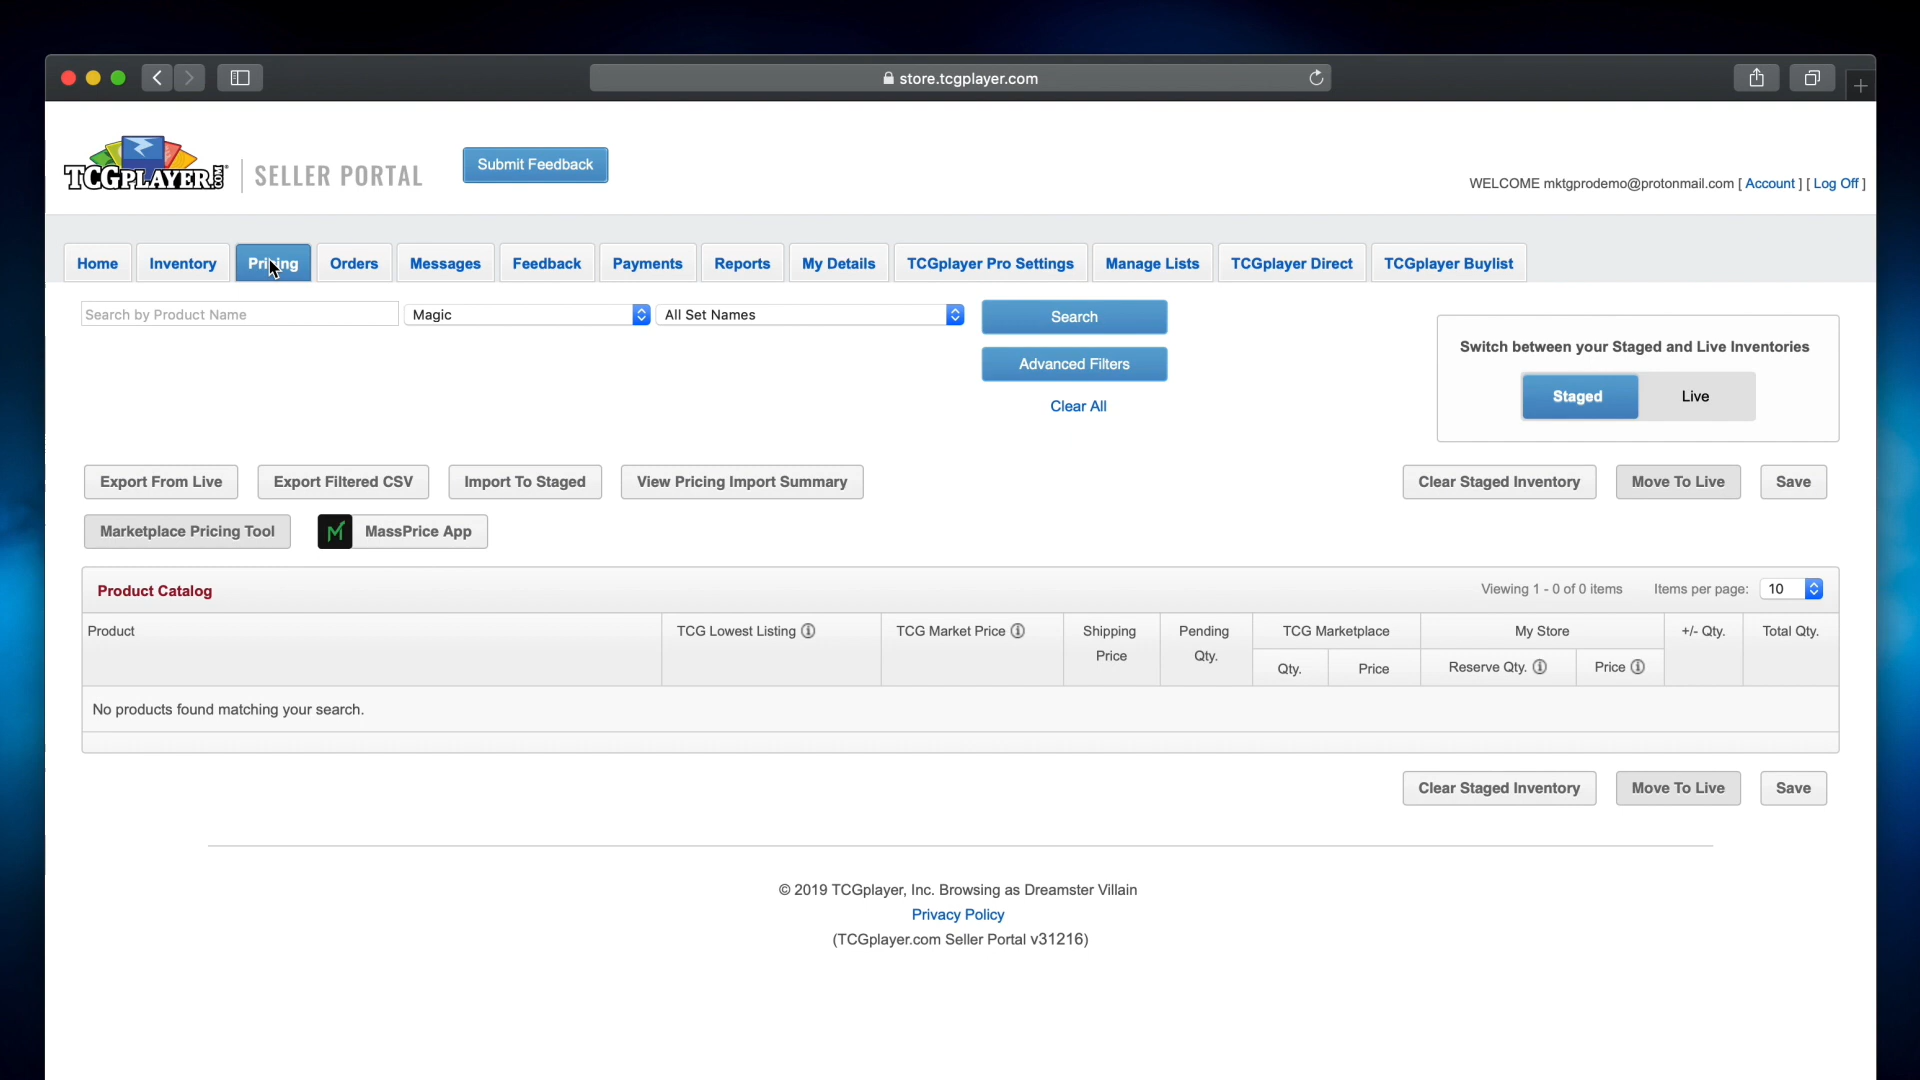 store.tcgplayer.com
TCGPLAYER.COM
SELLER PORTAL
Submit Feedback
WELCOME mktgprodemo@protonmail.com [ Account ] [ Log Off ]
Home Inventory Pricing Orders Messages Feedback Payments Reports My Details TCGplayer Pro Settings Manage Lists TCGplayer Direct TCGplayer Buylist
Search by Product Name Magic All Set Names Search
Switch between your Staged and Live Inventories
Advanced Filters
Staged Live
Clear All
Export From Live Export Filtered CSV Import To Staged View Pricing Import Summary Clear Staged Inventory Move To Live Save
Marketplace Pricing Tool M MassPrice App
Product Catalog Viewing 1 - 0 of 0 items Items per page: 10
Product TCG Lowest Listing TCG Market Price Shipping Price Pending Qty. TCG Marketplace My Store +/- Qty. Total Qty.
Qty. Price Reserve Qty. Price
No products found matching your search.
Clear Staged Inventory Move To Live Save
© 2019 TCGplayer, Inc. Browsing as Dreamster Villain
Privacy Policy
(TCGplayer.com Seller Portal v31216)